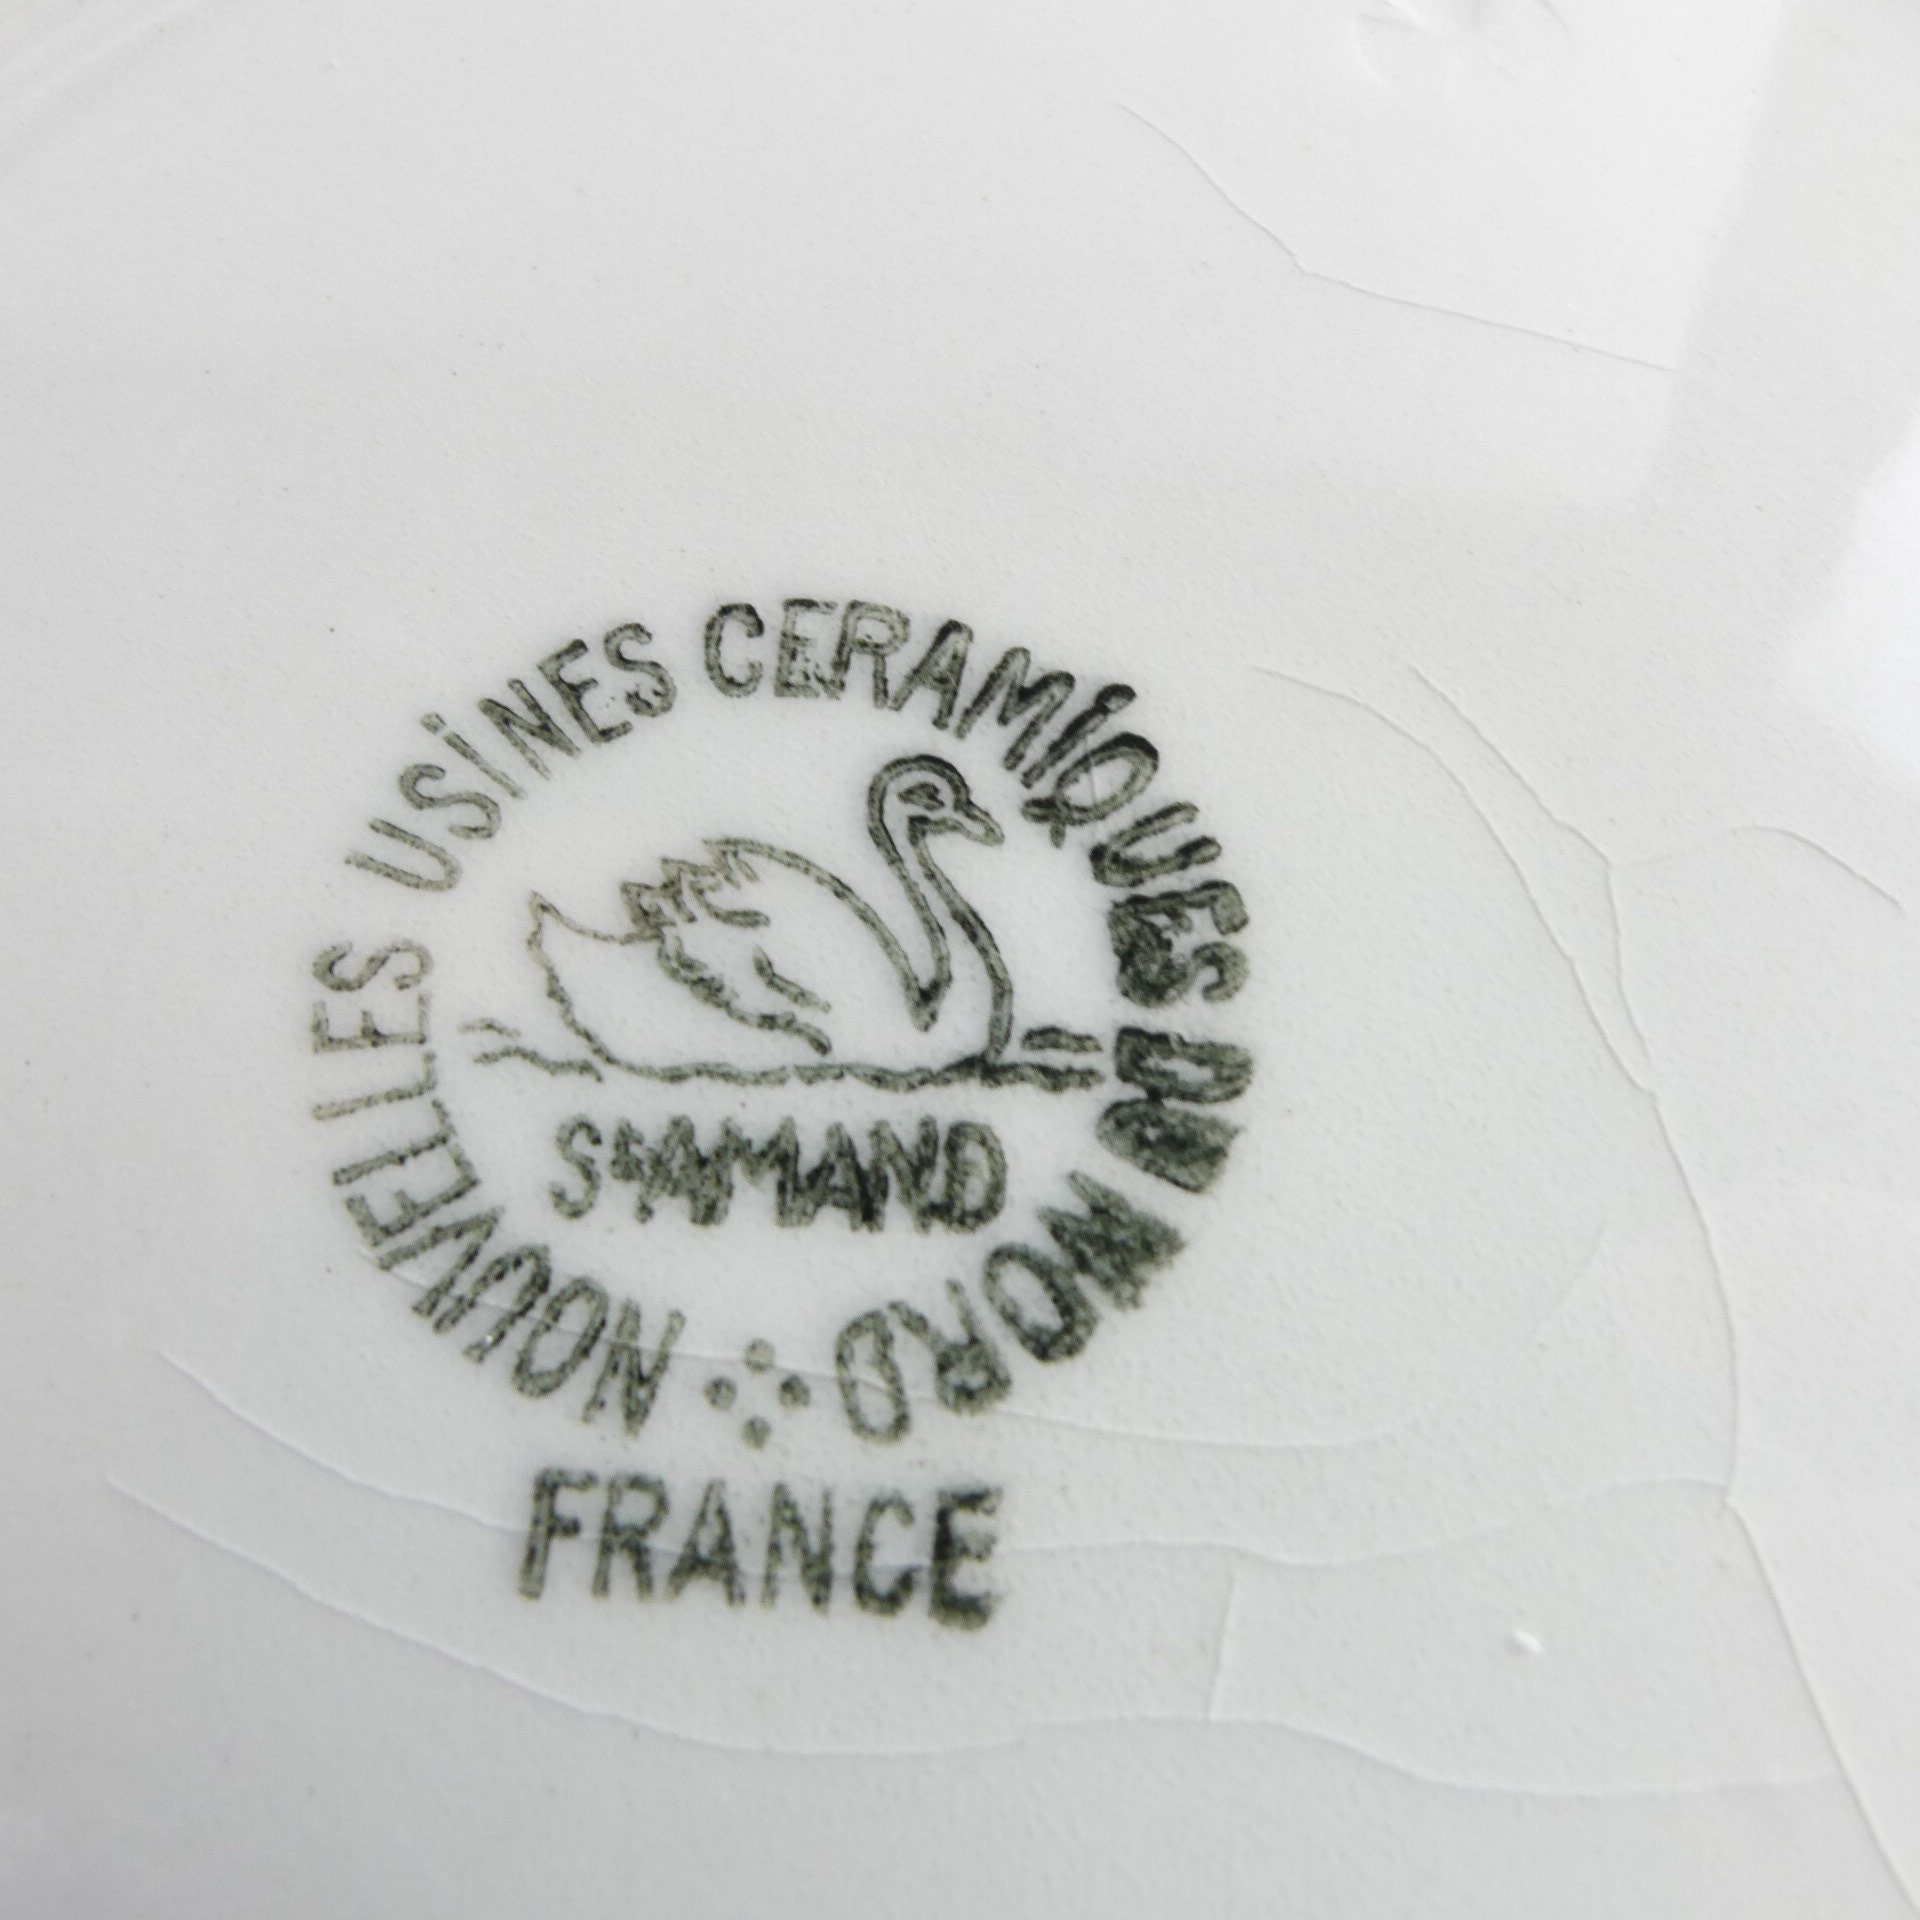 NOUVELLES USiNES CERAMiQUES DU NORD
ST AMAND
FRANCE